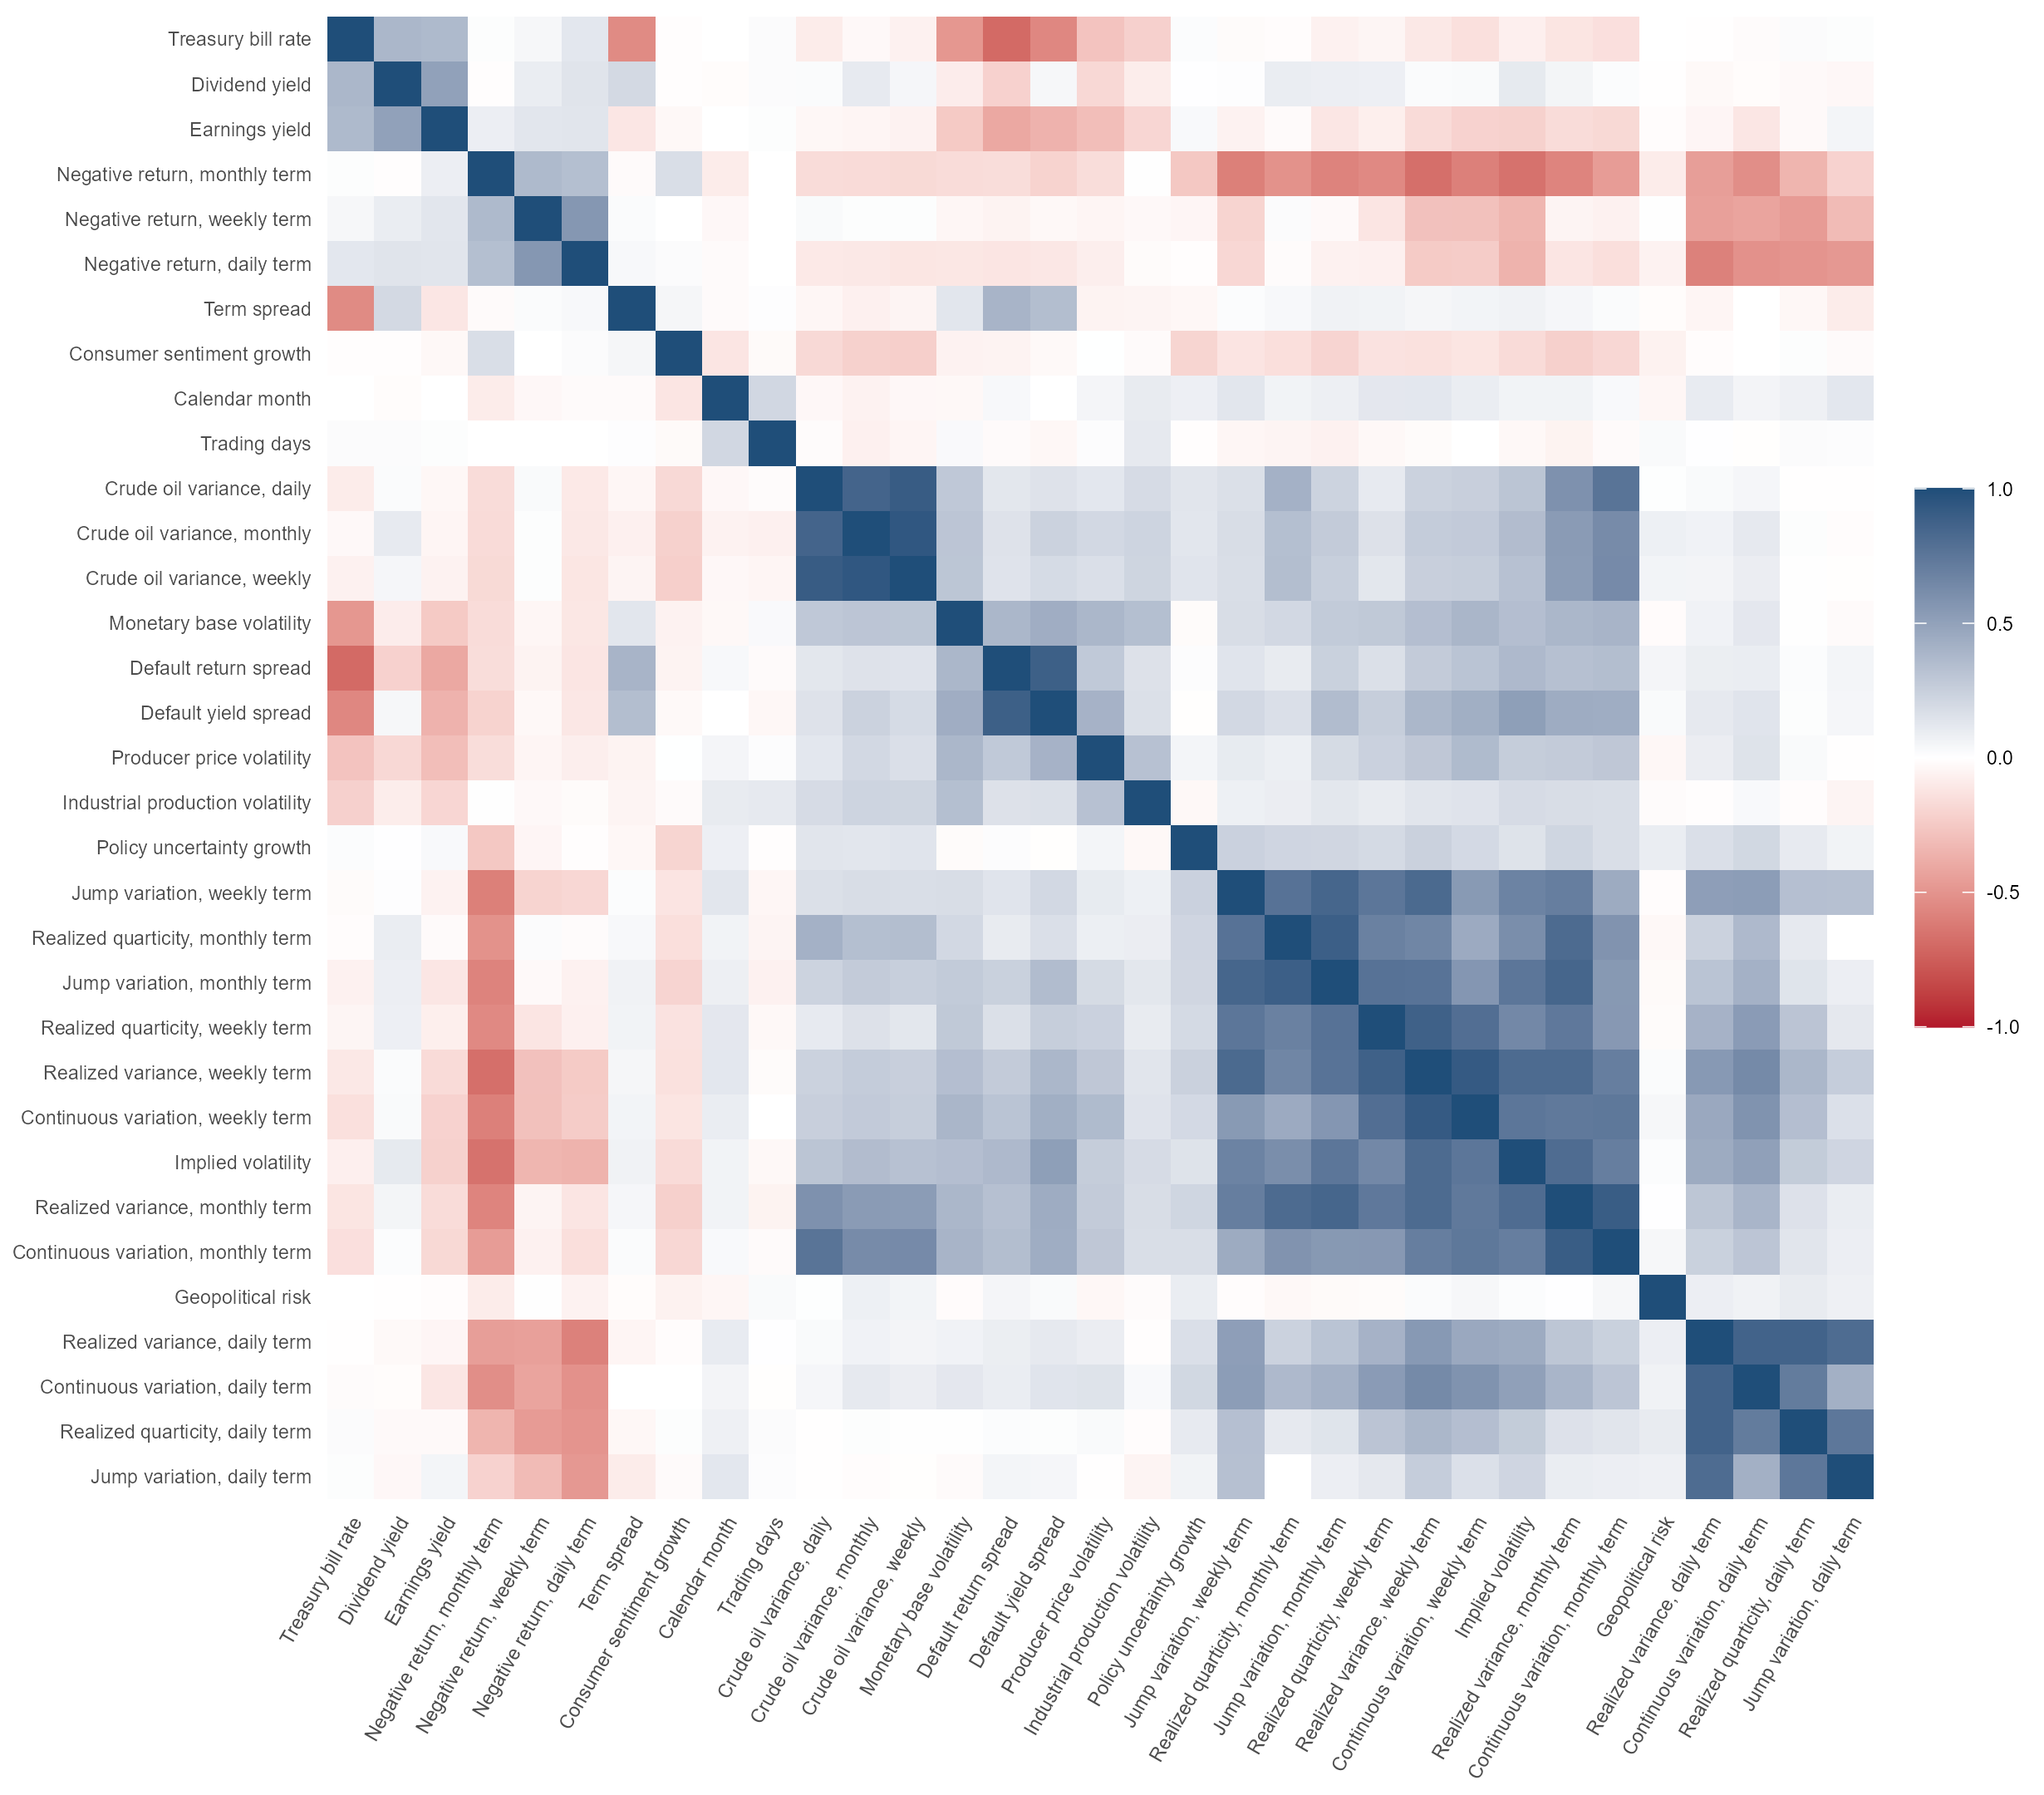 Treasury bill rate
Dividend yield
Earnings yield
Negative return, monthly term
Negative return, weekly term
Negative return, daily term
Term spread
Consumer sentiment growth
Calendar month
Trading days
Crude oil variance, daily
Crude oil variance, monthly
Crude oil variance, weekly
Monetary base volatility
Default return spread
Default yield spread
Producer price volatility
Industrial production volatility
Policy uncertainty growth
Jump variation, weekly term
Realized quarticity, monthly term
Jump variation, monthly term
Realized quarticity, weekly term
Realized variance, weekly term
Continuous variation, weekly term
Implied volatility
Realized variance, monthly term
Continuous variation, monthly term
Geopolitical risk
Realized variance, daily term
Continuous variation, daily term
Realized quarticity, daily term
Jump variation, daily term
1.0
0.5
0.0
-0.5
-1.0
Treasury bill rate
Dividend yield
Earnings yield
Negative return, monthly term
Negative return, weekly term
Negative return, daily term
Term spread
Consumer sentiment growth
Calendar month
Trading days
Crude oil variance, daily
Crude oil variance, monthly
Crude oil variance, weekly
Monetary base volatility
Default return spread
Default yield spread
Producer price volatility
Industrial production volatility
Policy uncertainty growth
Jump variation, weekly term
Realized quarticity, monthly term
Jump variation, monthly term
Realized quarticity, weekly term
Realized variance, weekly term
Continuous variation, weekly term
Implied volatility
Realized variance, monthly term
Continuous variation, monthly term
Geopolitical risk
Realized variance, daily term
Continuous variation, daily term
Realized quarticity, daily term
Jump variation, daily term